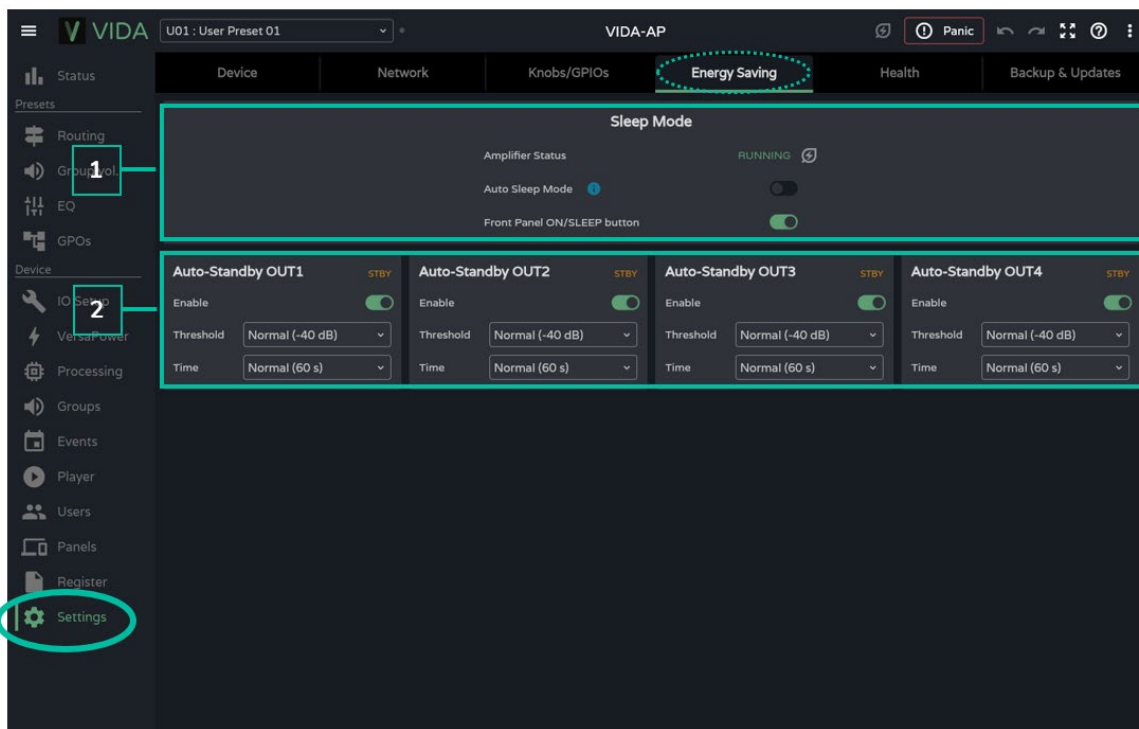 VIDA U01 : User Preset 01 VIDA-AP Panic
Status
Presets
Routing
Group vol.
EQ
GPOs
Device
IO Setup
VersaPower
Processing
Groups
Events
Player
Users
Panels
Register
Settings
Device Network Knobs/GPIOs Energy Saving Health Backup & Updates
1
Sleep Mode
Amplifier Status RUNNING
Auto Sleep Mode
Front Panel ON/SLEEP button
2
Auto-Standby OUT1 STBY Auto-Standby OUT2 STBY Auto-Standby OUT3 STBY Auto-Standby OUT4 STBY
Enable Enable Enable Enable
Threshold Normal (-40 dB) Threshold Normal (-40 dB) Threshold Normal (-40 dB) Threshold Normal (-40 dB)
Time Normal (60 s) Time Normal (60 s) Time Normal (60 s) Time Normal (60 s)